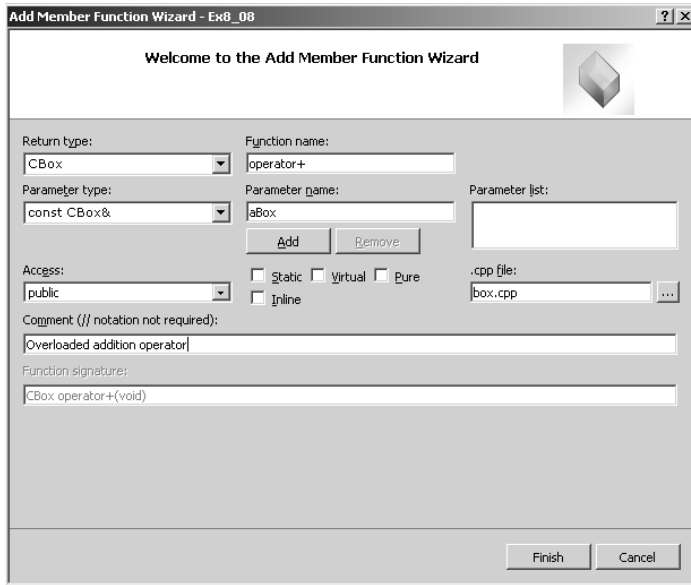 Add Member Function Wizard - Ex8_08
Welcome to the Add Member Function Wizard
Return type: Function name:
CBox operator+
Parameter type: Parameter name: Parameter list:
const CBox& aBox
Add Remove
Access: Static Virtual Pure .cpp file:
public Inline box.cpp ...
Comment (// notation not required):
Overloaded addition operator
Function signature:
CBox operator+(void)
Finish Cancel